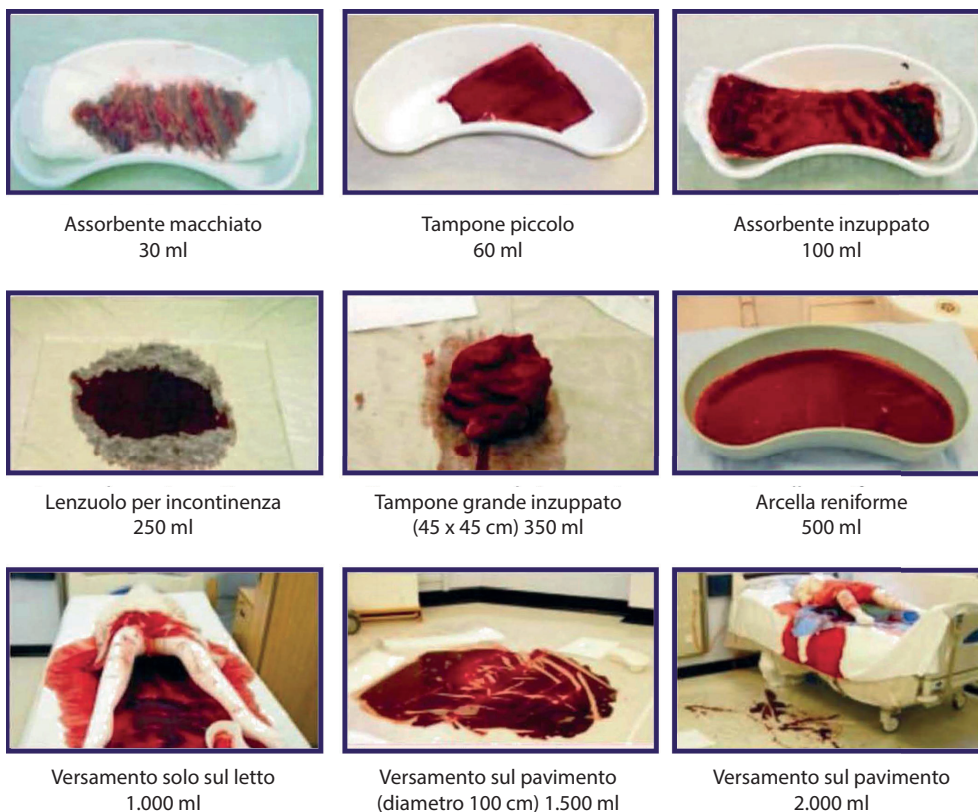 Assorbente macchiato
30 ml
Tampone piccolo
60 ml
Assorbente inzuppato
100 ml
Lenzuolo per incontinenza
250 ml
Tampone grande inzuppato
(45 x 45 cm) 350 ml
Arcella reniforme
500 ml
Versamento solo sul letto
1.000 ml
Versamento sul pavimento
(diametro 100 cm) 1.500 ml
Versamento sul pavimento
2.000 ml